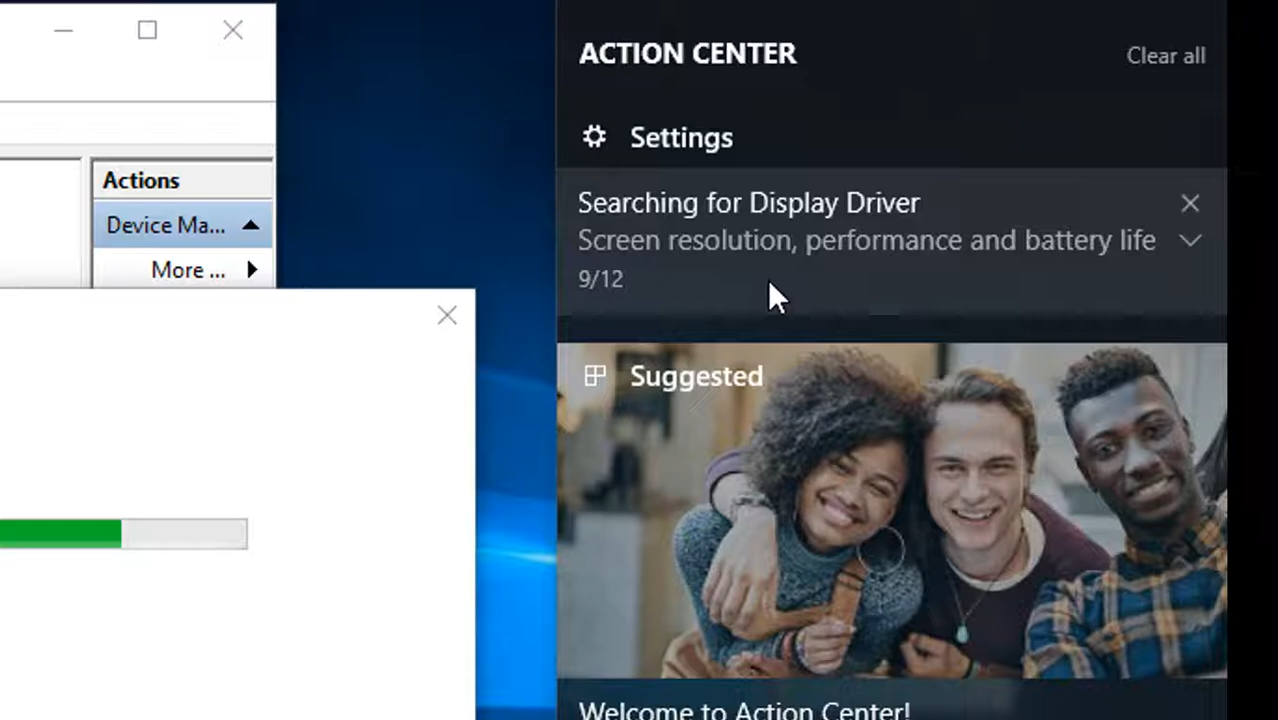 Actions
Device Ma...
More ...
ACTION CENTER
Clear all
Settings
Searching for Display Driver
Screen resolution, performance and battery life
9/12
Suggested
Welcome to Action Center!